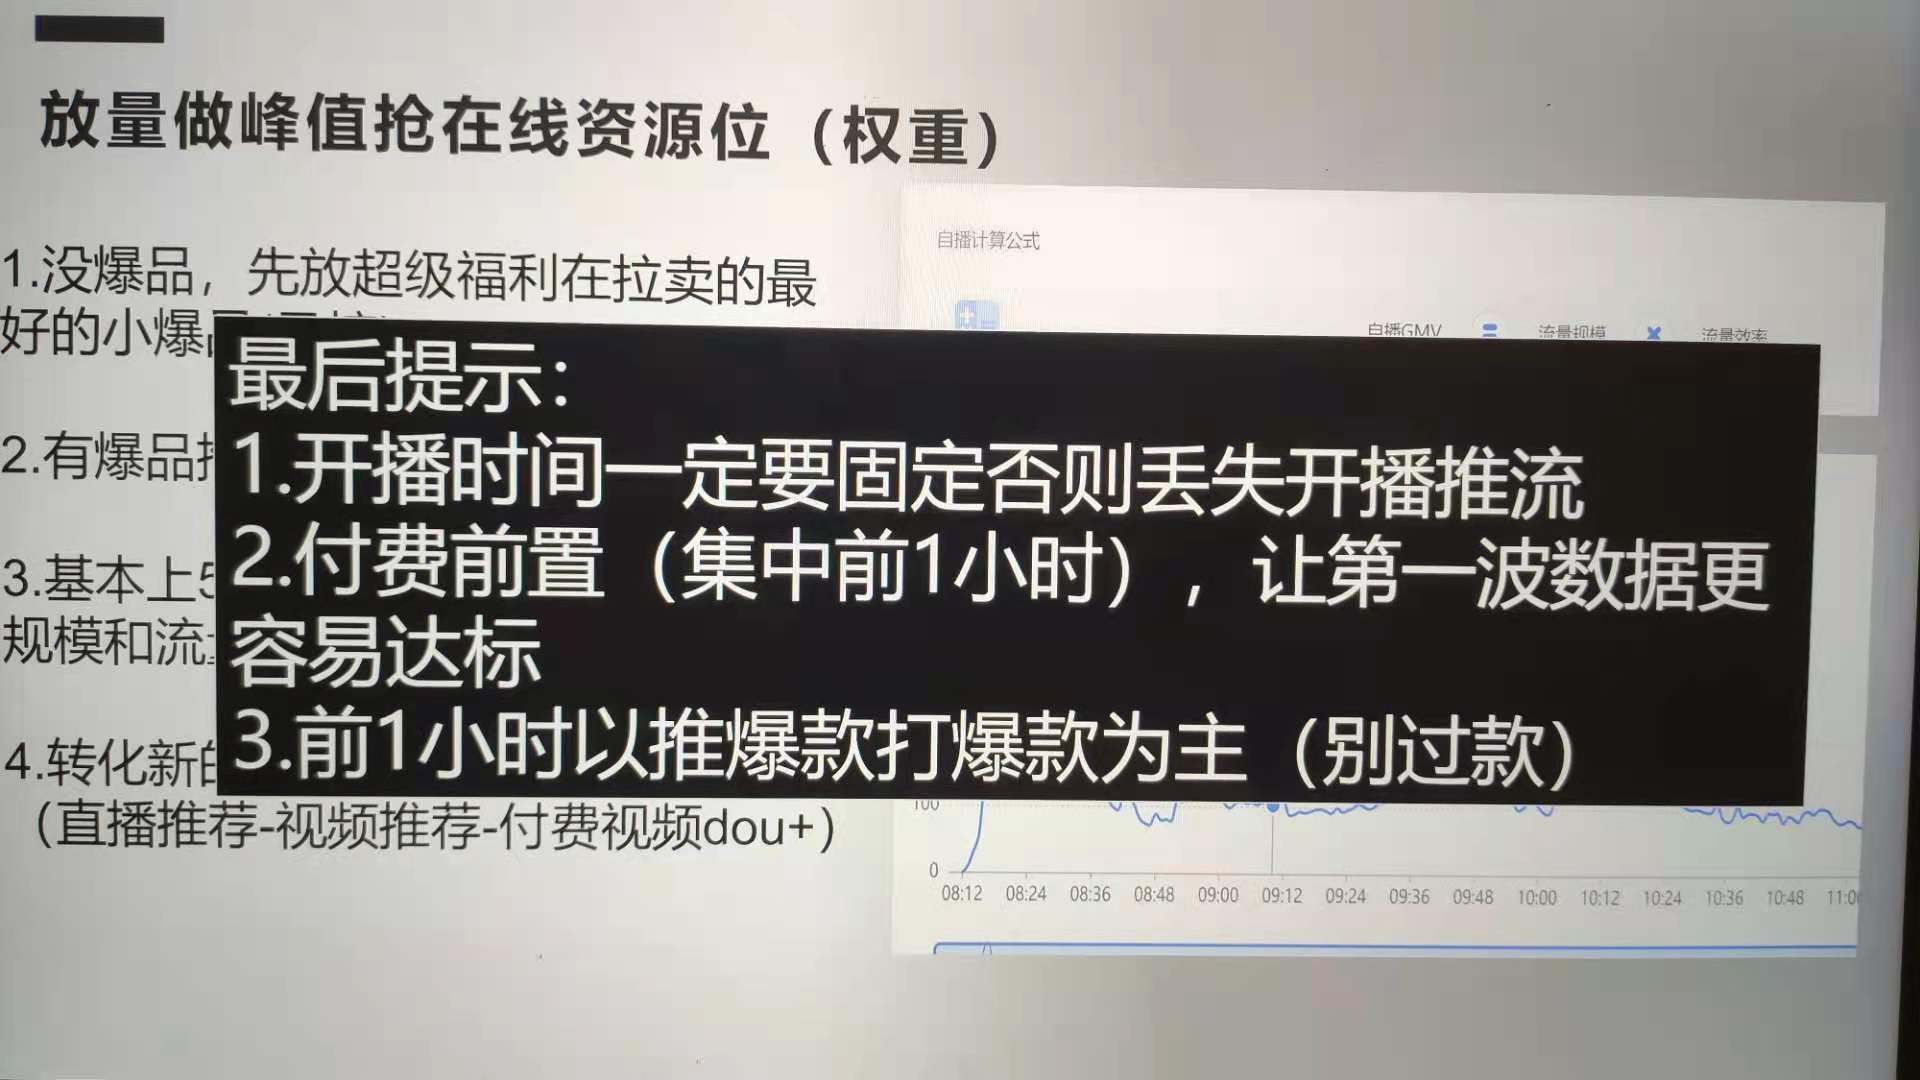 放量做峰值抢在线资源位（权重）
1.没爆品，先放超级福利在拉卖的最
好的小爆
2.有爆品
3.基本上5
规模和流
4.转化新的
（直播推荐-视频推荐-付费视频dou+）
自播计算公式
自播GMV
流量规模
流量效率
最后提示：
1.开播时间一定要固定否则丢失开播推流
2.付费前置（集中前1小时），让第一波数据更
容易达标
3.前1小时以推爆款打爆款为主（别过款）
100
0
08:12 08:24 08:36 08:48 09:00 09:12 09:24 09:36 09:48 10:00 10:12 10:24 10:36 10:48 11:0